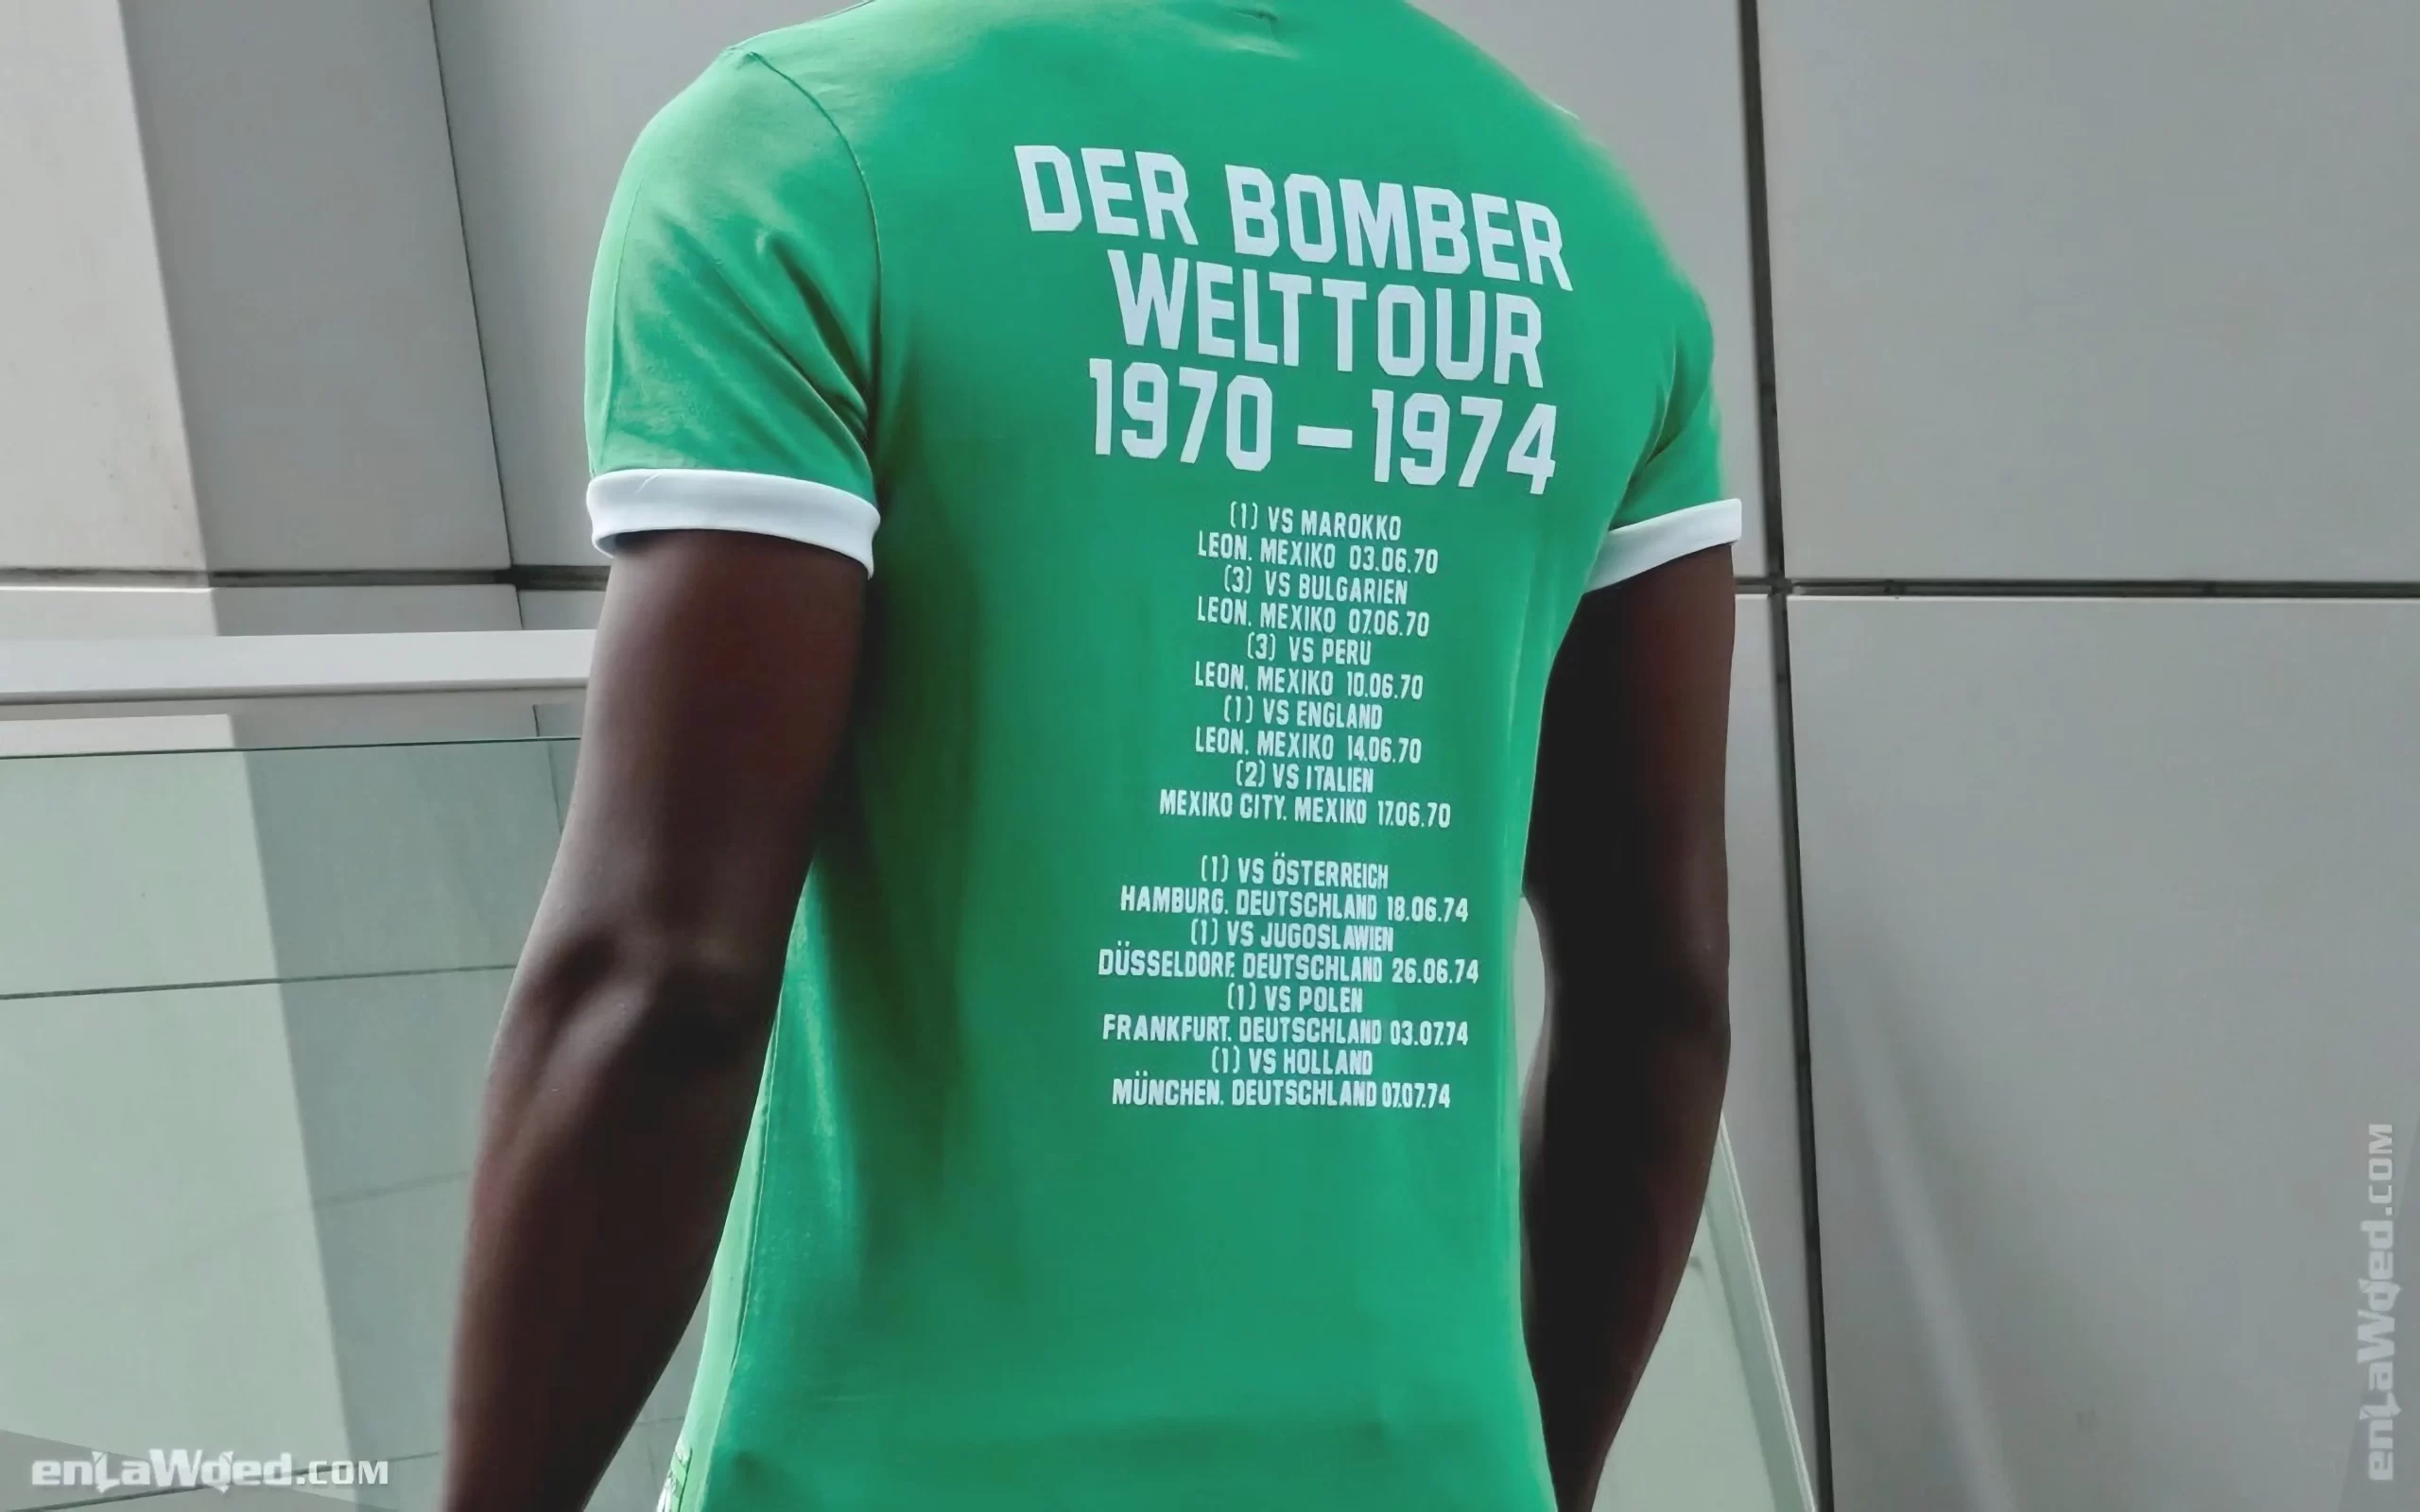 DER BOMBER
WELTTOUR
1970 – 1974
(1) VS MAROKKO
LEON. MEXIKO 03.06.70
(3) VS BULGARIEN
LEON. MEXIKO 07.06.70
(3) VS PERU
LEON. MEXIKO 10.06.70
(1) VS ENGLAND
LEON. MEXIKO 14.06.70
(2) VS ITALIEN
MEXIKO CITY. MEXIKO 17.06.70
(1) VS ÖSTERREICH
HAMBURG. DEUTSCHLAND 18.06.74
(1) VS JUGOSLAWIEN
DÜSSELDORF. DEUTSCHLAND 26.06.74
(1) VS POLEN
FRANKFURT. DEUTSCHLAND 03.07.74
(1) VS HOLLAND
MÜNCHEN. DEUTSCHLAND 07.07.74
enLaWded.com
enLaWded.com